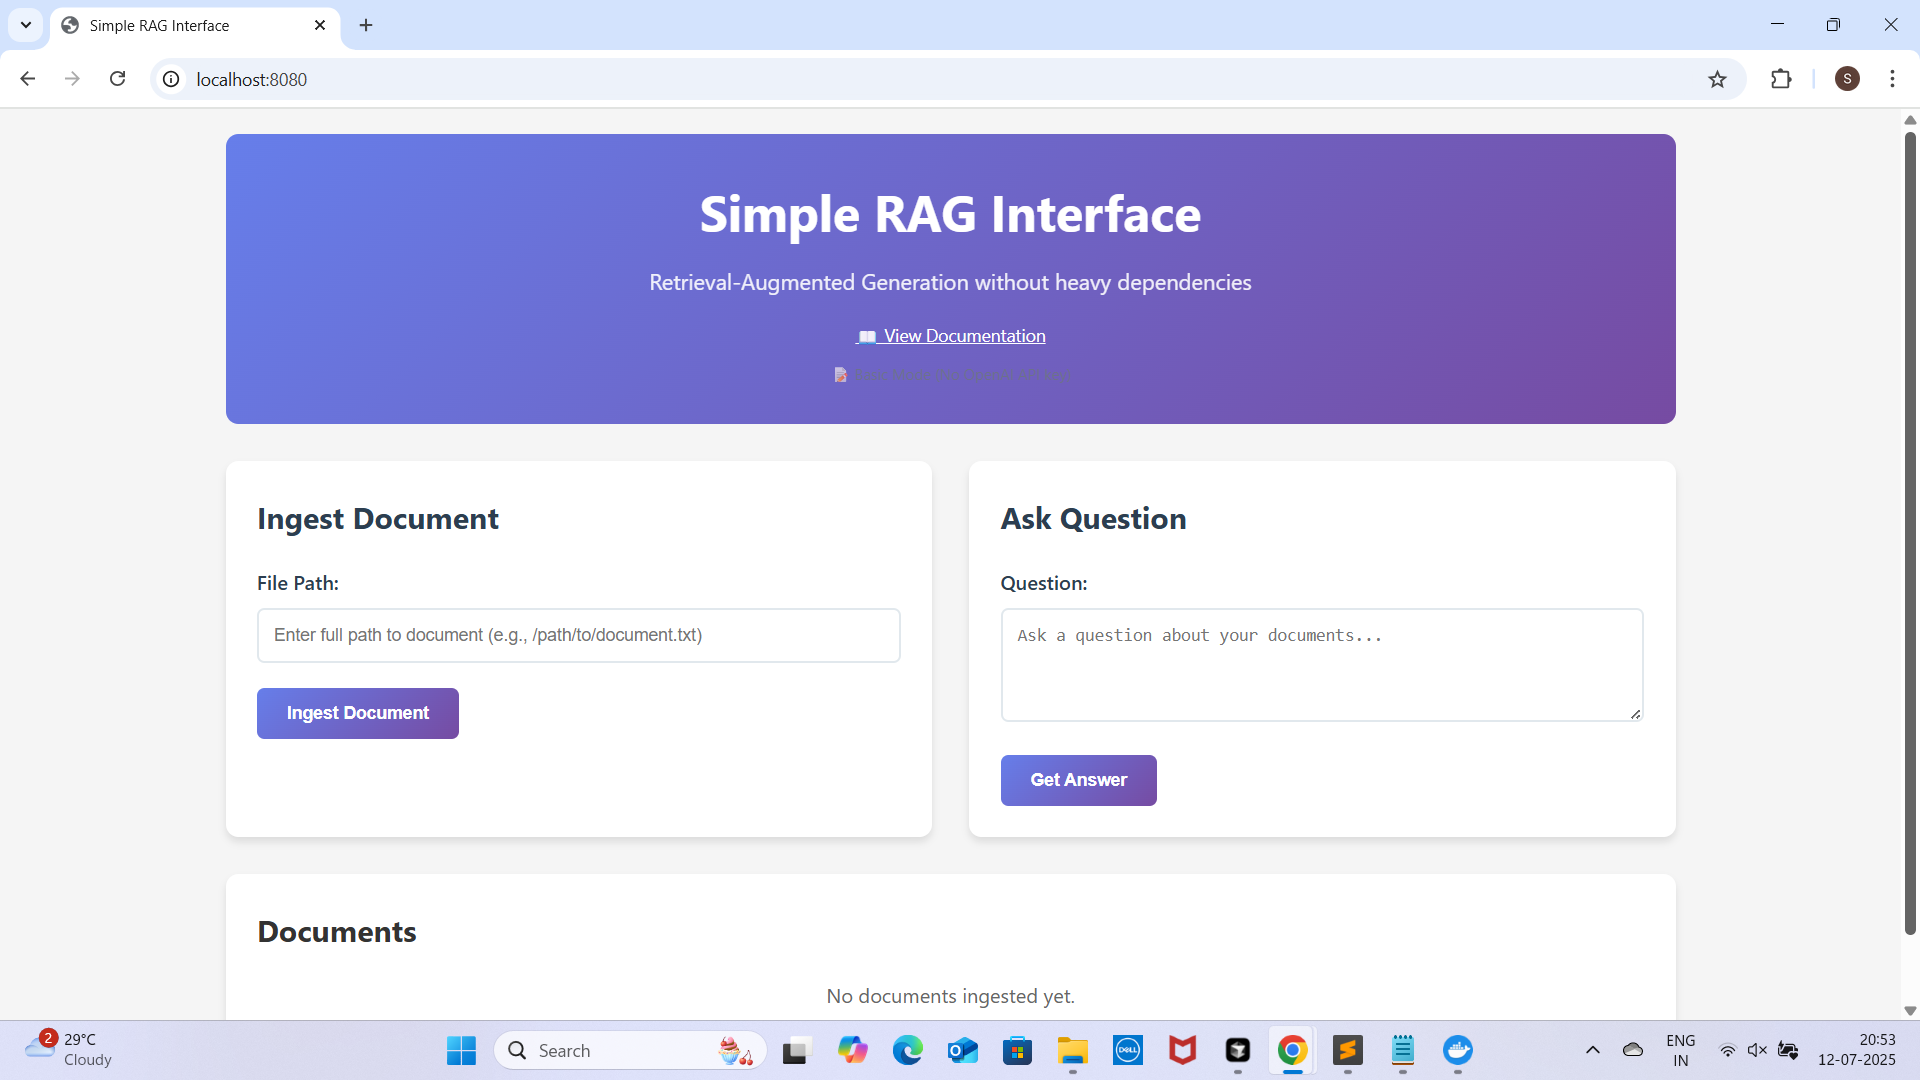 Simple RAG Interface
localhost:8080
S
Simple RAG Interface
Retrieval-Augmented Generation without heavy dependencies
📖 View Documentation
Ingest Document
File Path:
Enter full path to document (e.g., /path/to/document.txt)
Ingest Document
Ask Question
Question:
Ask a question about your documents...
Get Answer
Documents
No documents ingested yet.
2
29°C
Cloudy
Search
DELL
ENG
IN
20:53
12-07-2025